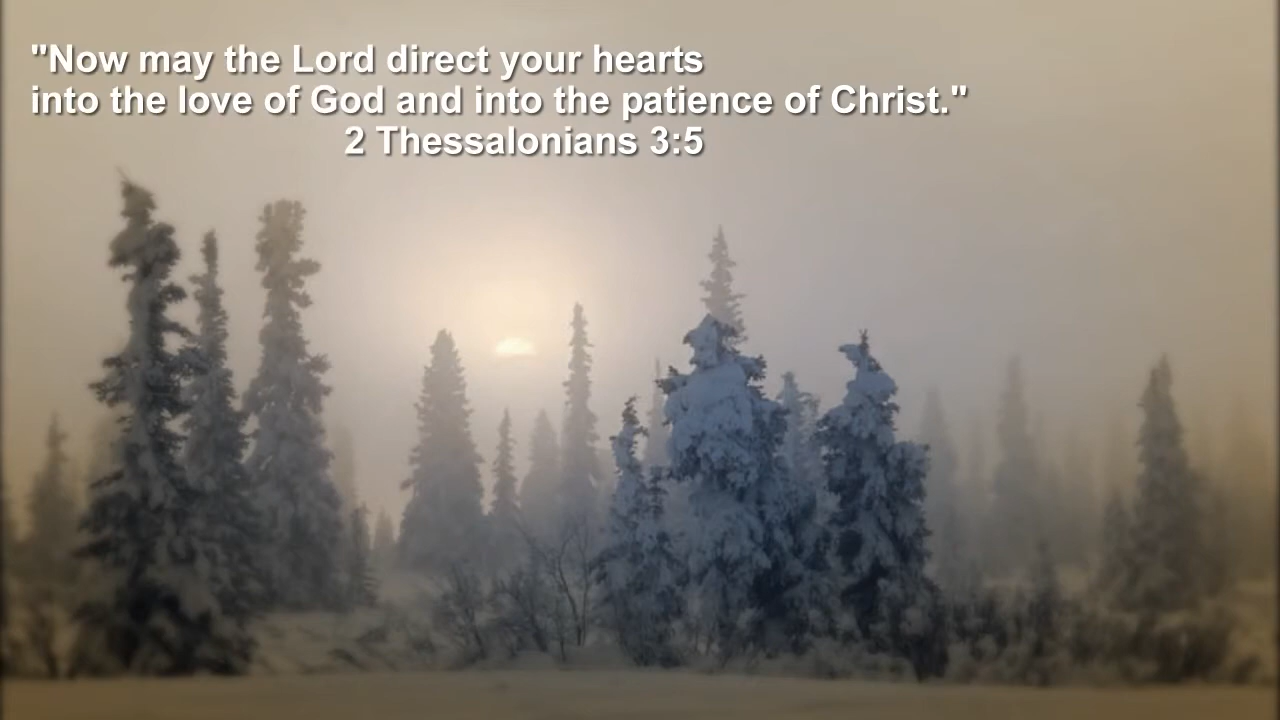 "Now may the Lord direct your hearts
into the love of God and into the patience of Christ."
2 Thessalonians 3:5